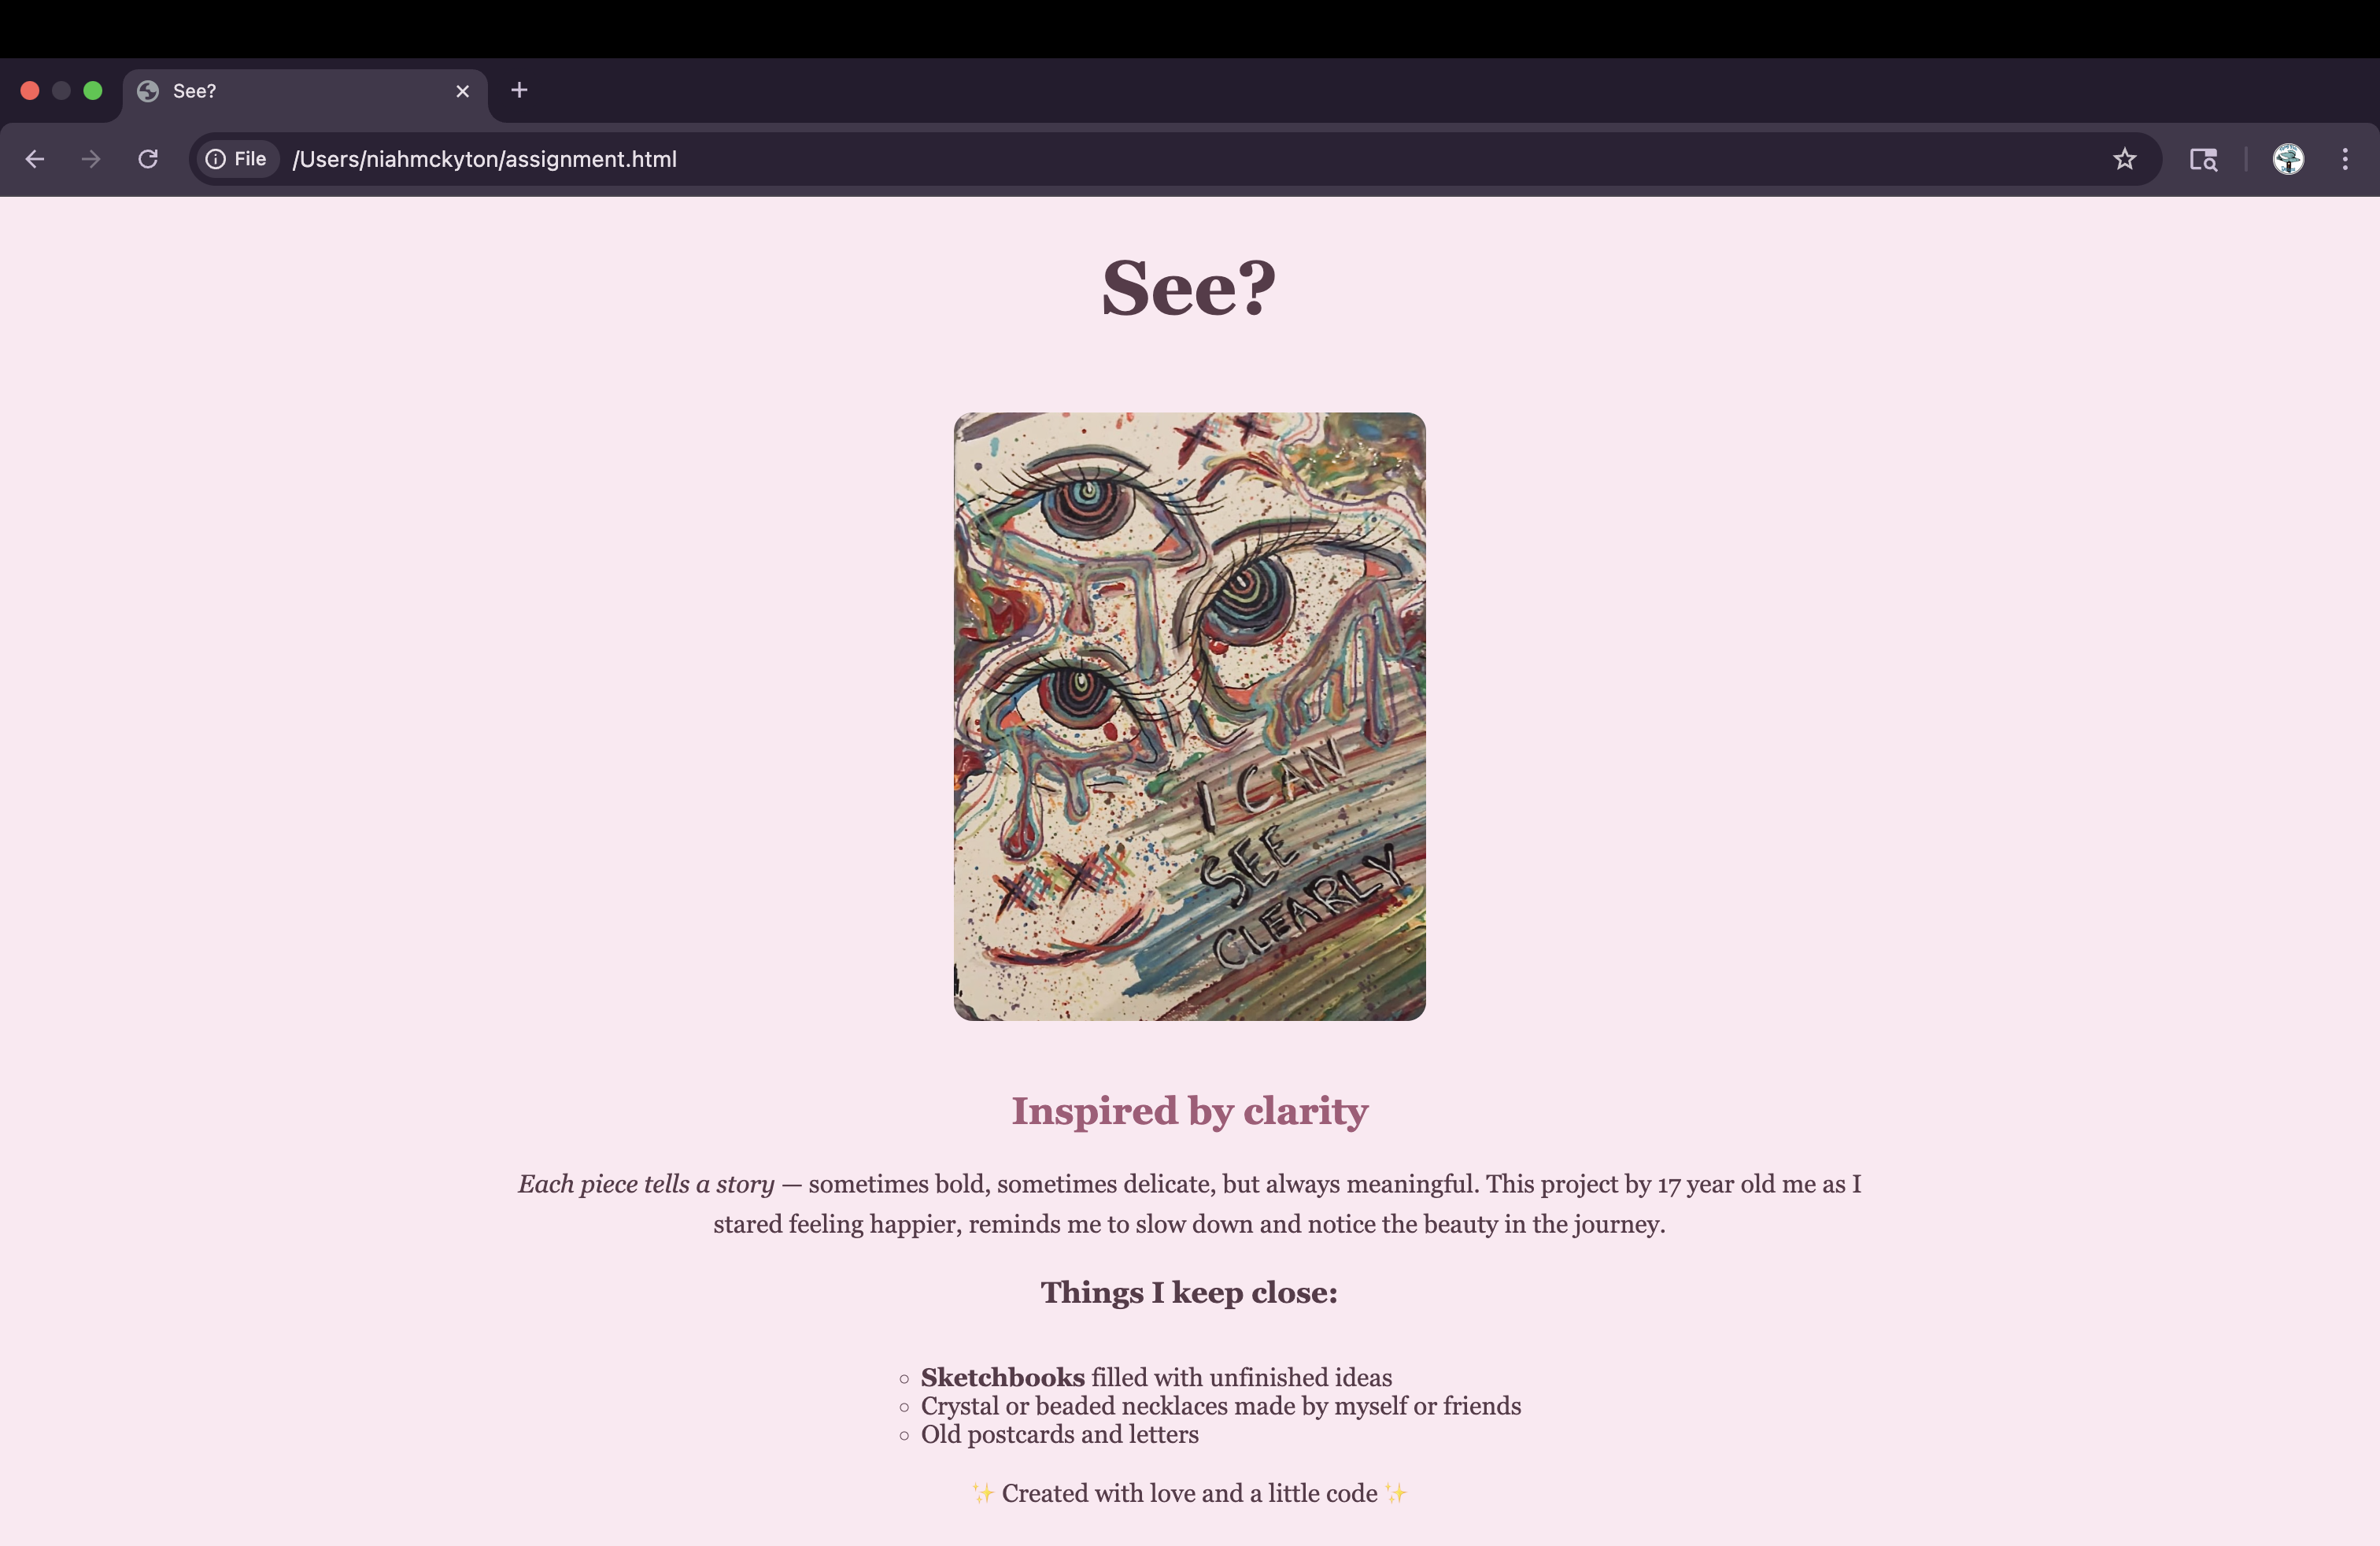 See?
File /Users/niahmckyton/assignment.html
See?
I CAN
SEE
CLEARLY
Inspired by clarity
Each piece tells a story — sometimes bold, sometimes delicate, but always meaningful. This project by 17 year old me as I
stared feeling happier, reminds me to slow down and notice the beauty in the journey.
Things I keep close:
Sketchbooks filled with unfinished ideas
Crystal or beaded necklaces made by myself or friends
Old postcards and letters
✨ Created with love and a little code ✨